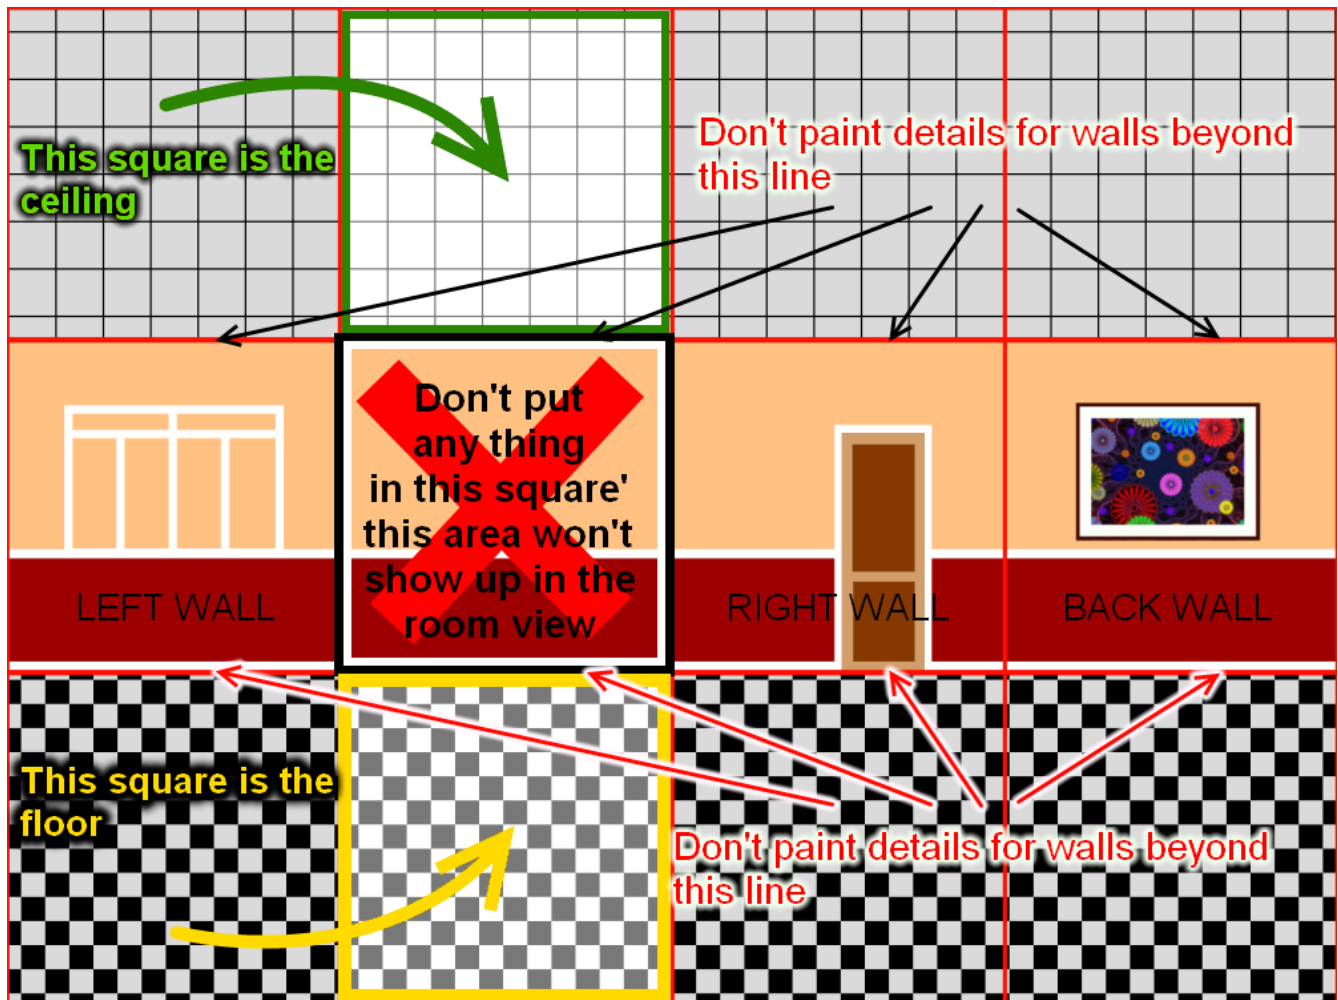 This square is the
ceiling
Don't paint details for walls beyond
this line
Don't put
any thing
in this square'
this area won't
show up in the
room view
LEFT WALL
RIGHT WALL
BACK WALL
This square is the
floor
Don't paint details for walls beyond
this line